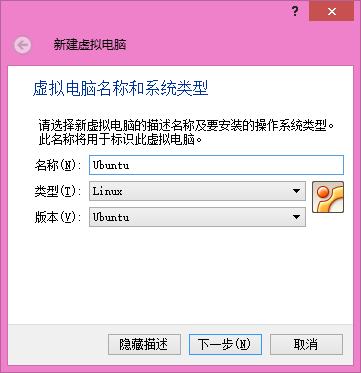 ?
新建虚拟电脑
虚拟电脑名称和系统类型
请选择新虚拟电脑的描述名称及要安装的操作系统类型。
此名称将用于标识此虚拟电脑。
名称(N): Ubuntu
类型(T): Linux
版本(V): Ubuntu
隐藏描述 下一步(N) 取消